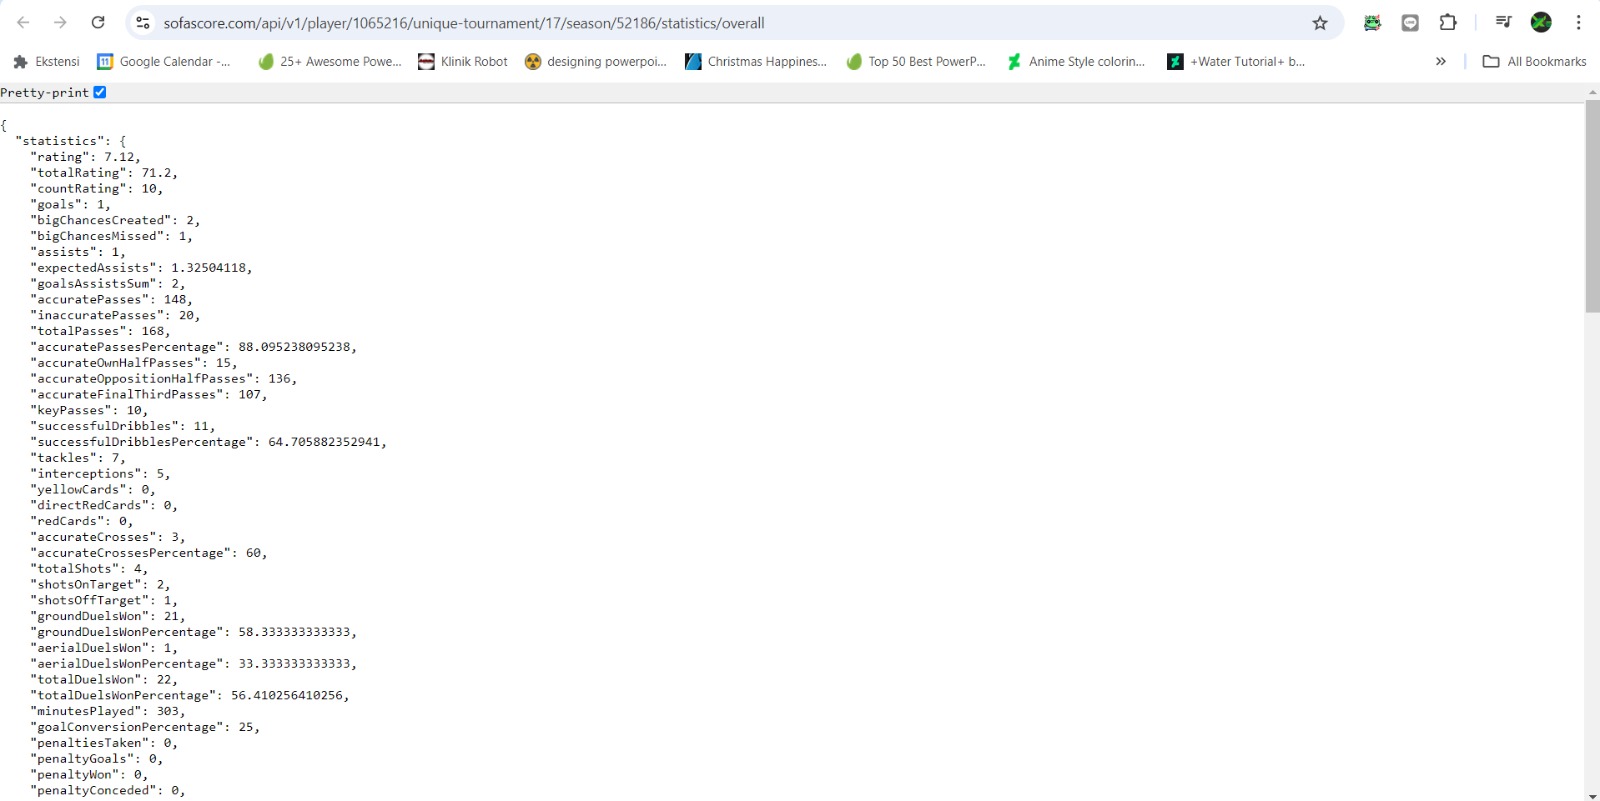 sofascore.com/api/v1/player/1065216/unique-tournament/17/season/52186/statistics/overall
Ekstensi Google Calendar -... 25+ Awesome Powe... Klinik Robot designing powerpoi... Christmas Happines... Top 50 Best PowerP... Anime Style colorin... +Water Tutorial+ b... » All Bookmarks
Pretty-print
{
"statistics": {
"rating": 7.12,
"totalRating": 71.2,
"countRating": 10,
"goals": 1,
"bigChancesCreated": 2,
"bigChancesMissed": 1,
"assists": 1,
"expectedAssists": 1.32504118,
"goalsAssistsSum": 2,
"accuratePasses": 148,
"inaccuratePasses": 20,
"totalPasses": 168,
"accuratePassesPercentage": 88.095238095238,
"accurateOwnHalfPasses": 15,
"accurateOppositionHalfPasses": 136,
"accurateFinalThirdPasses": 107,
"keyPasses": 10,
"successfulDribbles": 11,
"successfulDribblesPercentage": 64.705882352941,
"tackles": 7,
"interceptions": 5,
"yellowCards": 0,
"directRedCards": 0,
"redCards": 0,
"accurateCrosses": 3,
"accurateCrossesPercentage": 60,
"totalShots": 4,
"shotsOnTarget": 2,
"shotsOffTarget": 1,
"groundDuelsWon": 21,
"groundDuelsWonPercentage": 58.333333333333,
"aerialDuelsWon": 1,
"aerialDuelsWonPercentage": 33.333333333333,
"totalDuelsWon": 22,
"totalDuelsWonPercentage": 56.410256410256,
"minutesPlayed": 303,
"goalConversionPercentage": 25,
"penaltiesTaken": 0,
"penaltyGoals": 0,
"penaltyWon": 0,
"penaltyConceded": 0,